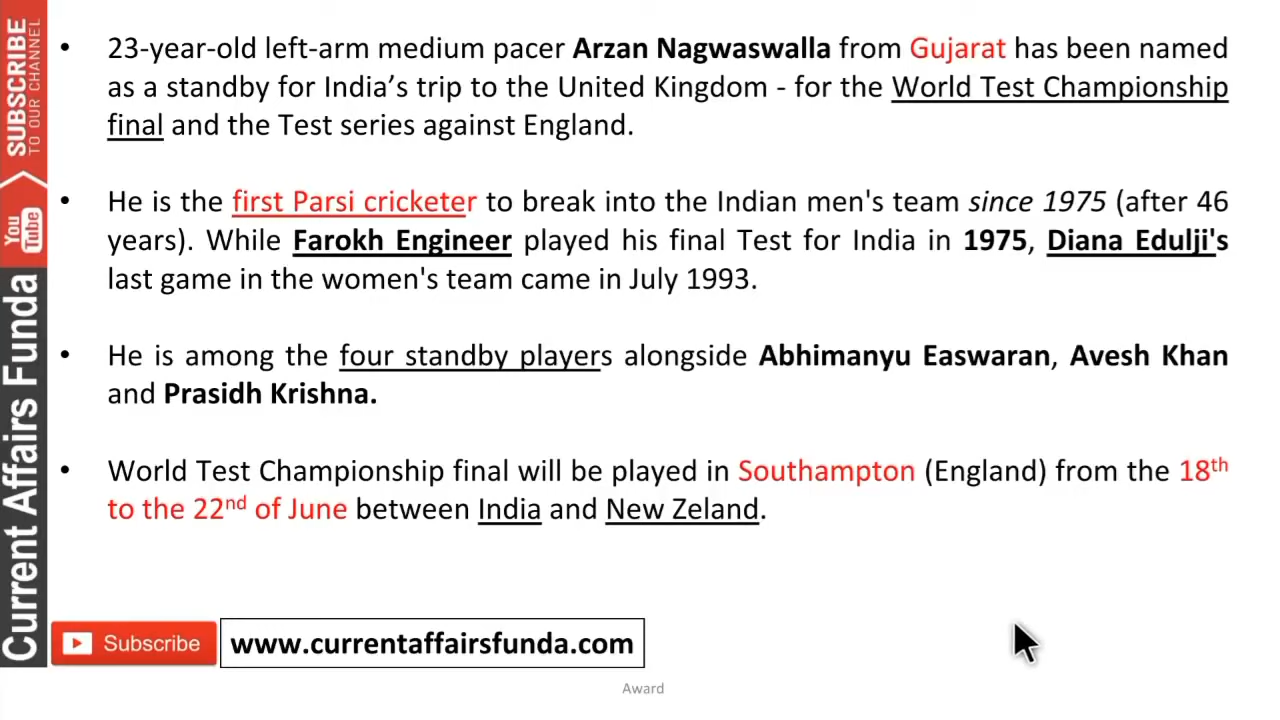 SUBSCRIBE
TO OUR CHANNEL
You
Tube
Current Affairs Funda
• 23-year-old left-arm medium pacer Arzan Nagwaswalla from Gujarat has been named
as a standby for India’s trip to the United Kingdom - for the World Test Championship
final and the Test series against England.
• He is the first Parsi cricketer to break into the Indian men's team since 1975 (after 46
years). While Farokh Engineer played his final Test for India in 1975, Diana Edulji's
last game in the women's team came in July 1993.
• He is among the four standby players alongside Abhimanyu Easwaran, Avesh Khan
and Prasidh Krishna.
• World Test Championship final will be played in Southampton (England) from the 18th
to the 22nd of June between India and New Zeland.
Subscribe
www.currentaffairsfunda.com
Award